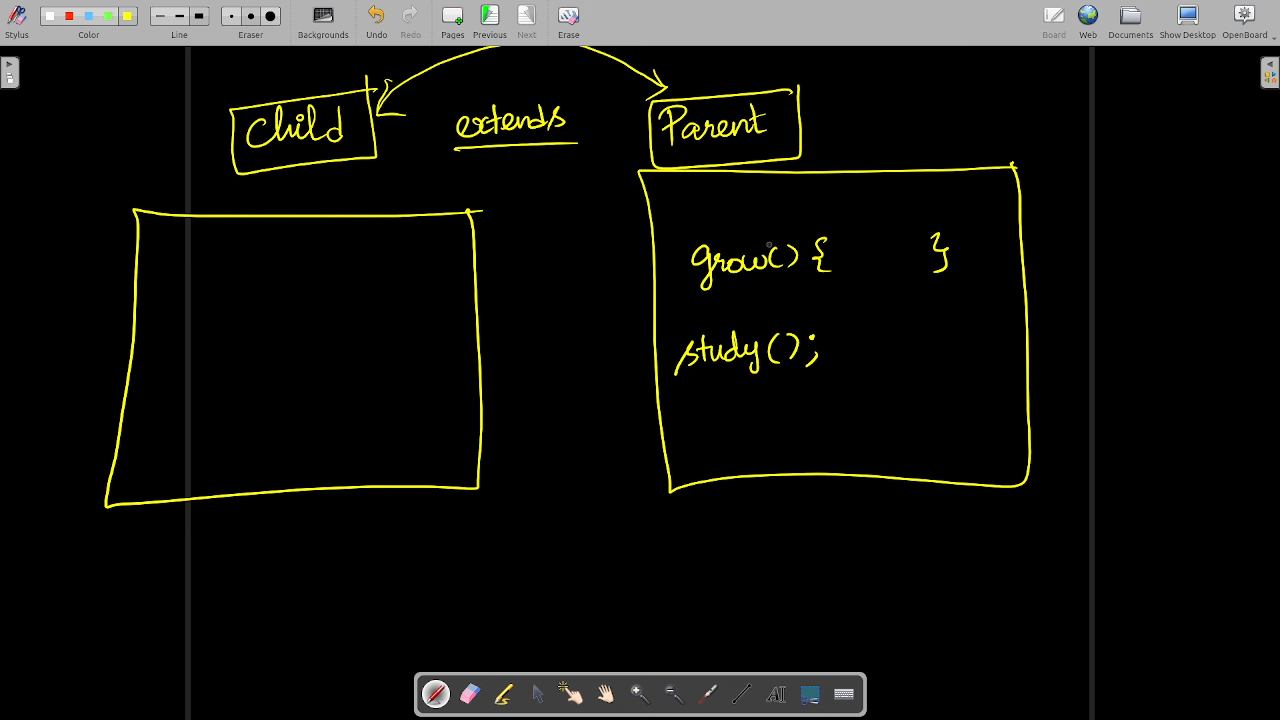 Stylus Color Line Eraser Backgrounds Undo Redo Pages Previous Next Erase Board Web Documents Show Desktop OpenBoard
Child extends Parent
grow() { }
study();
AI